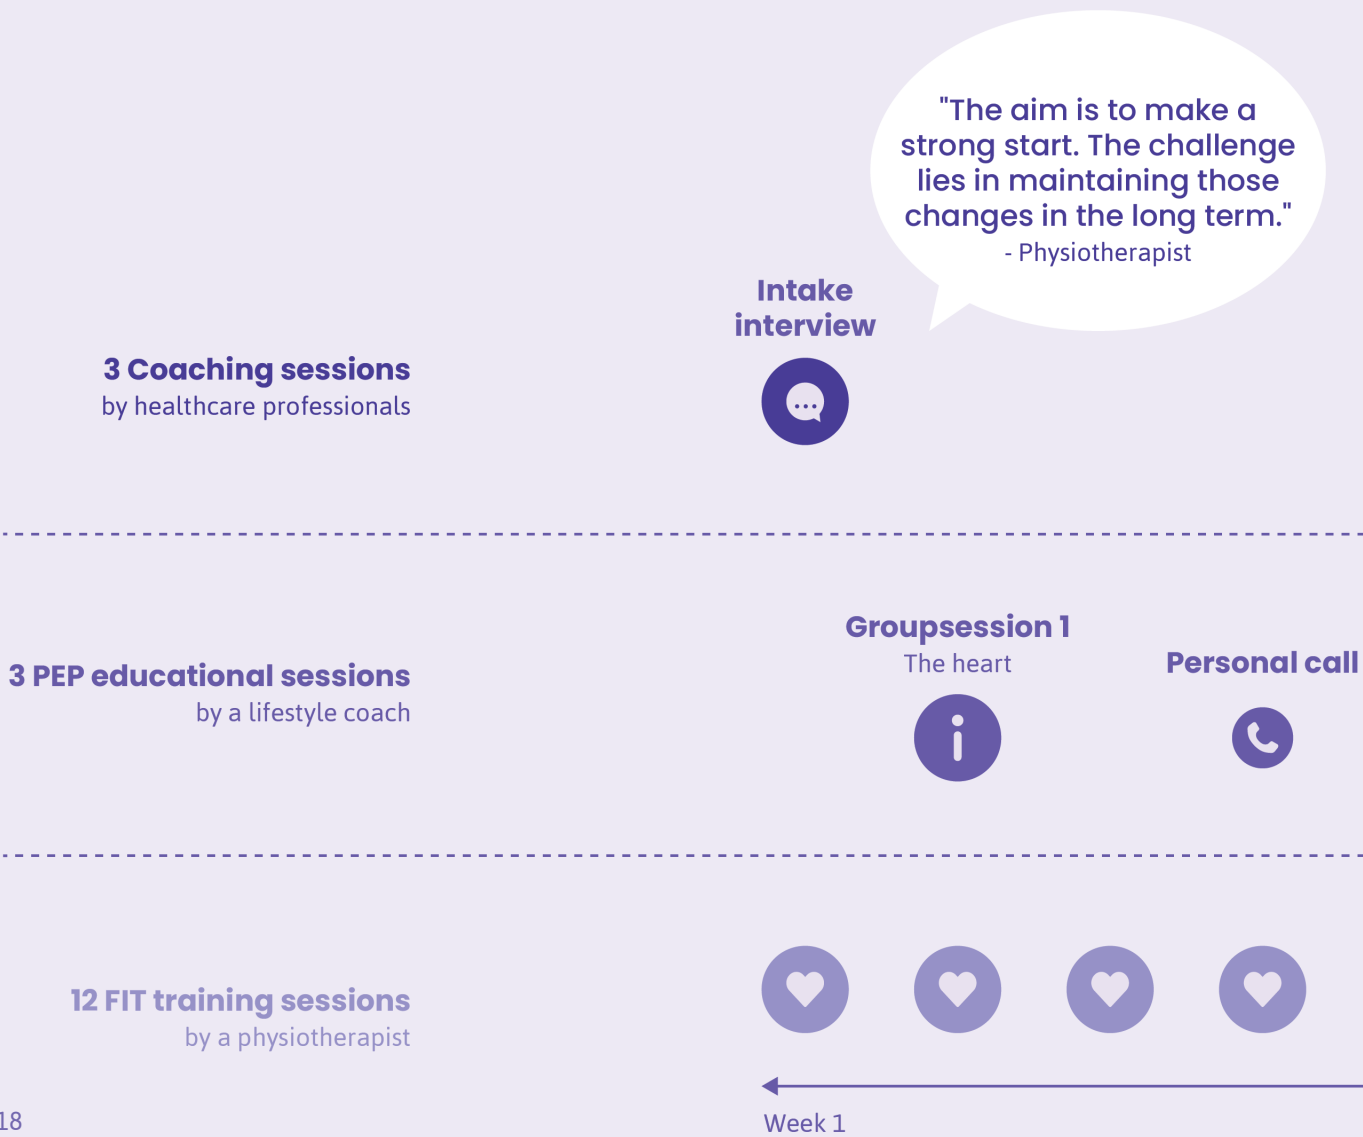 "The aim is to make a
strong start. The challenge
lies in maintaining those
changes in the long term."
- Physiotherapist
Intake
interview
3 Coaching sessions
by healthcare professionals
Groupsession 1
The heart
Personal call
3 PEP educational sessions
by a lifestyle coach
12 FIT training sessions
by a physiotherapist
Week 1
18